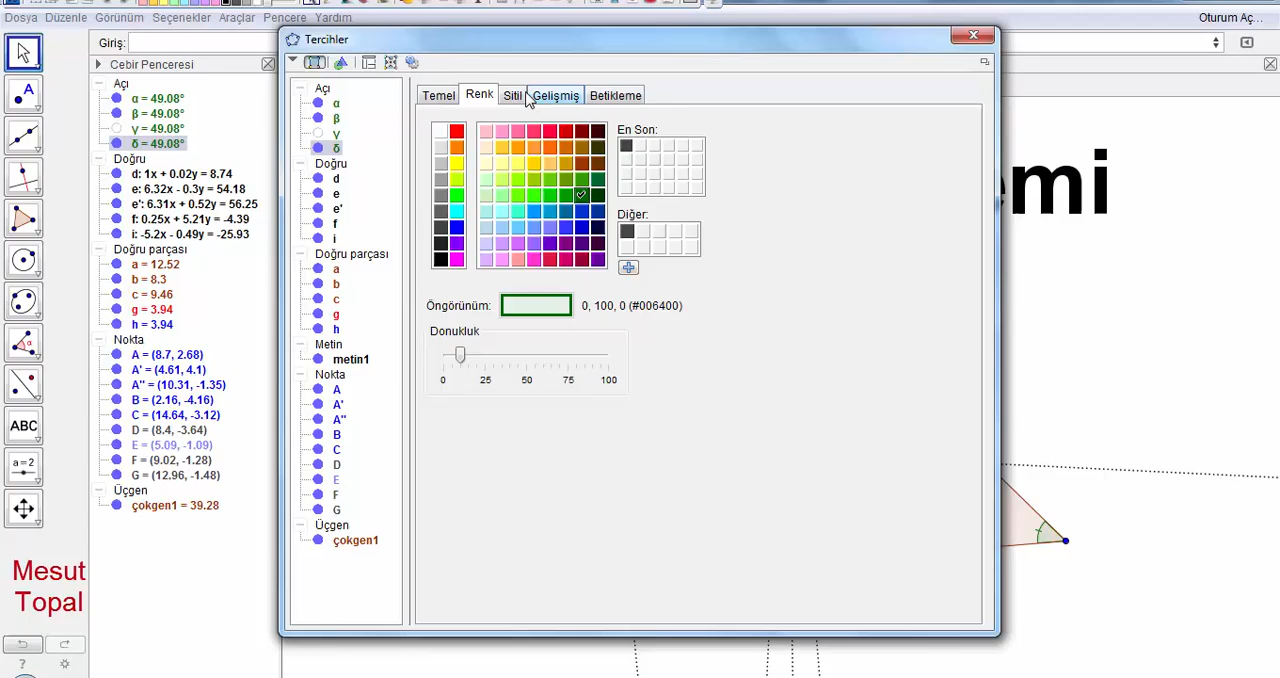 Dosya Düzenle Görünüm Seçenekler Araçlar Pencere Yardım
Oturum Aç...
Giriş:
Cebir Penceresi
Açı
α = 49.08°
β = 49.08°
γ = 49.08°
δ = 49.08°
Doğru
d: 1x + 0.02y = 8.74
e: 6.32x - 0.3y = 54.18
e': 6.31x + 0.52y = 56.25
f: 0.25x + 5.21y = -4.39
i: -5.2x - 0.49y = -25.93
Doğru parçası
a = 12.52
b = 8.3
c = 9.46
g = 3.94
h = 3.94
Nokta
A = (8.7, 2.68)
A' = (4.61, 4.1)
A'' = (10.31, -1.35)
B = (2.16, -4.16)
C = (14.64, -3.12)
D = (8.4, -3.64)
E = (5.09, -1.09)
F = (9.02, -1.28)
G = (12.96, -1.48)
Üçgen
çokgen1 = 39.28
ABC
a=2
Mesut
Topal
?
Tercihler
Açı
α
β
γ
δ
Doğru
d
e
e'
f
i
Doğru parçası
a
b
c
g
h
Metin
metin1
Nokta
A
A'
A''
B
C
D
E
F
G
Üçgen
çokgen1
Temel Renk Sitil Gelişmiş Betikleme
En Son:
Diğer:
Öngörünüm: 0, 100, 0 (#006400)
Donukluk
0 25 50 75 100
emi